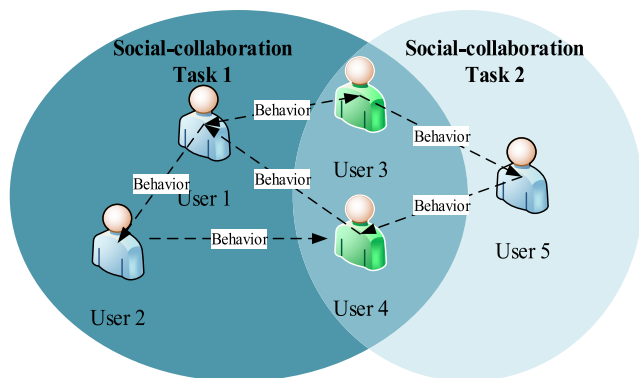 Social-collaboration
Task 1
Social-collaboration
Task 2
Behavior
Behavior
User 3
Behavior
Behavior
User 1
Behavior
Behavior
User 5
User 2
User 4